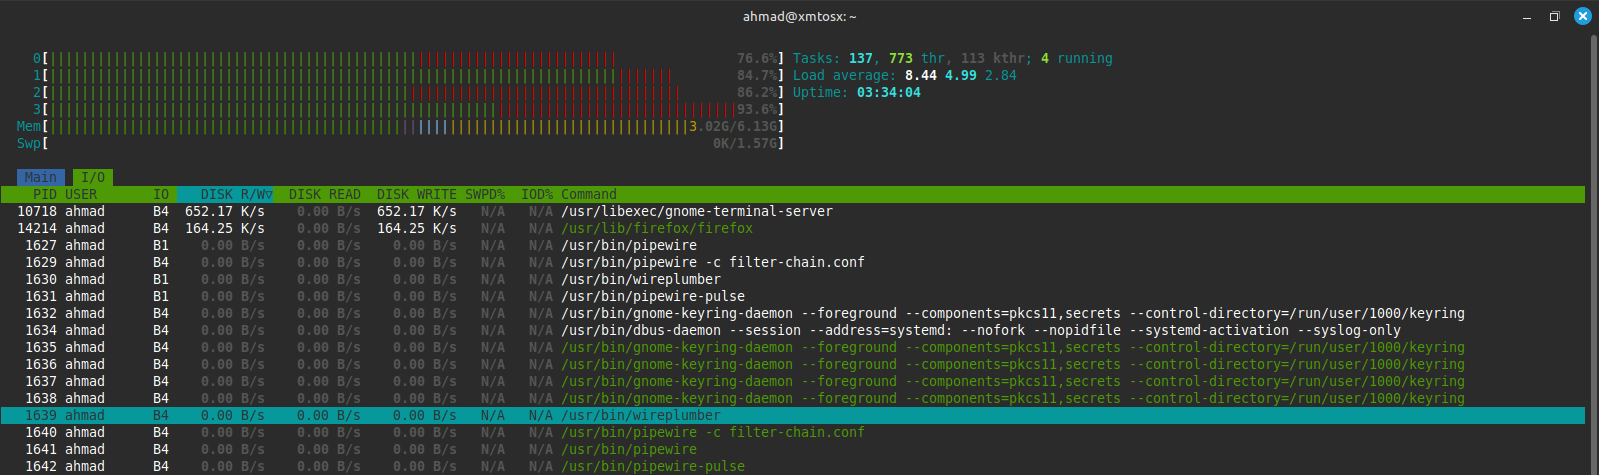 ahmad@xmtosx: ~
0[ 76.6%] Tasks: 137, 773 thr, 113 kthr; 4 running
1[ 84.7%] Load average: 8.44 4.99 2.84
2[ 86.2%] Uptime: 03:34:04
3[ 93.6%]
Mem[ 3.02G/6.13G]
Swp[ 0K/1.57G]
Main I/O
PID USER IO DISK R/W▽ DISK READ DISK WRITE SWPD% IOD% Command
10718 ahmad B4 652.17 K/s 0.00 B/s 652.17 K/s N/A N/A /usr/libexec/gnome-terminal-server
14214 ahmad B4 164.25 K/s 0.00 B/s 164.25 K/s N/A N/A /usr/lib/firefox/firefox
1627 ahmad B1 0.00 B/s 0.00 B/s 0.00 B/s N/A N/A /usr/bin/pipewire
1629 ahmad B4 0.00 B/s 0.00 B/s 0.00 B/s N/A N/A /usr/bin/pipewire -c filter-chain.conf
1630 ahmad B1 0.00 B/s 0.00 B/s 0.00 B/s N/A N/A /usr/bin/wireplumber
1631 ahmad B1 0.00 B/s 0.00 B/s 0.00 B/s N/A N/A /usr/bin/pipewire-pulse
1632 ahmad B4 0.00 B/s 0.00 B/s 0.00 B/s N/A N/A /usr/bin/gnome-keyring-daemon --foreground --components=pkcs11,secrets --control-directory=/run/user/1000/keyring
1634 ahmad B4 0.00 B/s 0.00 B/s 0.00 B/s N/A N/A /usr/bin/dbus-daemon --session --address=systemd: --nofork --nopidfile --systemd-activation --syslog-only
1635 ahmad B4 0.00 B/s 0.00 B/s 0.00 B/s N/A N/A /usr/bin/gnome-keyring-daemon --foreground --components=pkcs11,secrets --control-directory=/run/user/1000/keyring
1636 ahmad B4 0.00 B/s 0.00 B/s 0.00 B/s N/A N/A /usr/bin/gnome-keyring-daemon --foreground --components=pkcs11,secrets --control-directory=/run/user/1000/keyring
1637 ahmad B4 0.00 B/s 0.00 B/s 0.00 B/s N/A N/A /usr/bin/gnome-keyring-daemon --foreground --components=pkcs11,secrets --control-directory=/run/user/1000/keyring
1638 ahmad B4 0.00 B/s 0.00 B/s 0.00 B/s N/A N/A /usr/bin/gnome-keyring-daemon --foreground --components=pkcs11,secrets --control-directory=/run/user/1000/keyring
1639 ahmad B4 0.00 B/s 0.00 B/s 0.00 B/s N/A N/A /usr/bin/wireplumber
1640 ahmad B4 0.00 B/s 0.00 B/s 0.00 B/s N/A N/A /usr/bin/pipewire -c filter-chain.conf
1641 ahmad B4 0.00 B/s 0.00 B/s 0.00 B/s N/A N/A /usr/bin/pipewire
1642 ahmad B4 0.00 B/s 0.00 B/s 0.00 B/s N/A N/A /usr/bin/pipewire-pulse